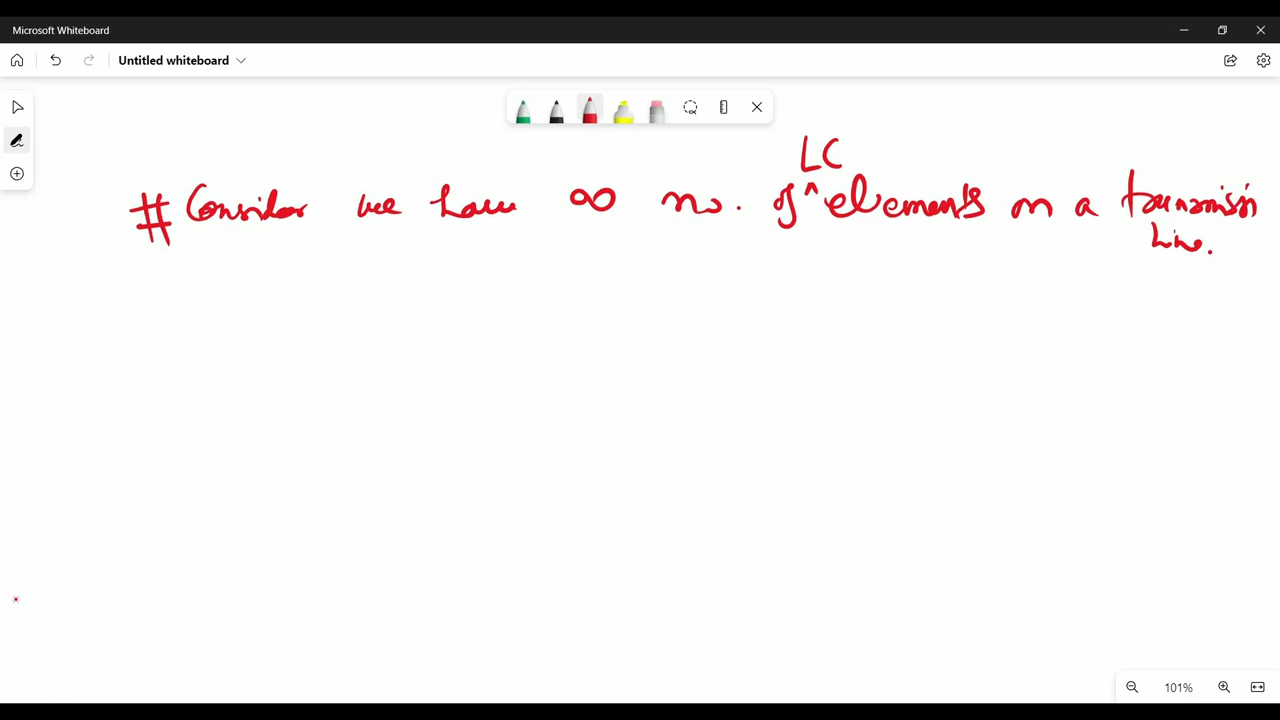 Microsoft Whiteboard
Untitled whiteboard
LC
# Consider we have ∞ no. of ^ elements on a transmission
line.
101%